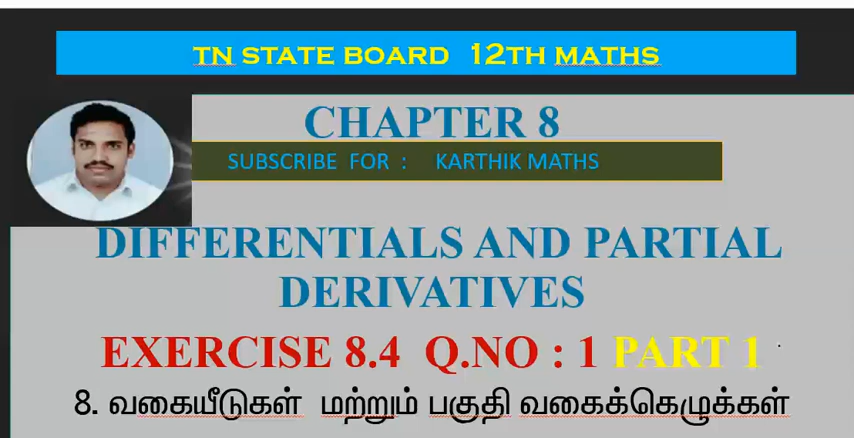 TN STATE BOARD 12TH MATHS
CHAPTER 8
SUBSCRIBE FOR : KARTHIK MATHS
DIFFERENTIALS AND PARTIAL
DERIVATIVES
EXERCISE 8.4 Q.NO : 1 PART 1
8. வகையீடுகள் மற்றும் பகுதி வகைக்கெழுக்கள்